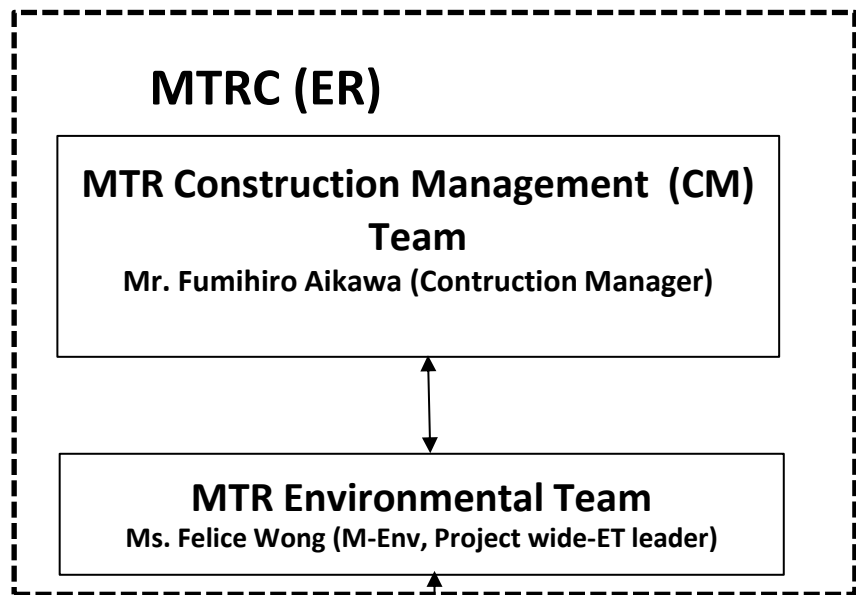 MTRC (ER)
MTR Construction Management (CM)
Team
Mr. Fumihiro Aikawa (Contruction Manager)
MTR Environmental Team
Ms. Felice Wong (M-Env, Project wide-ET leader)